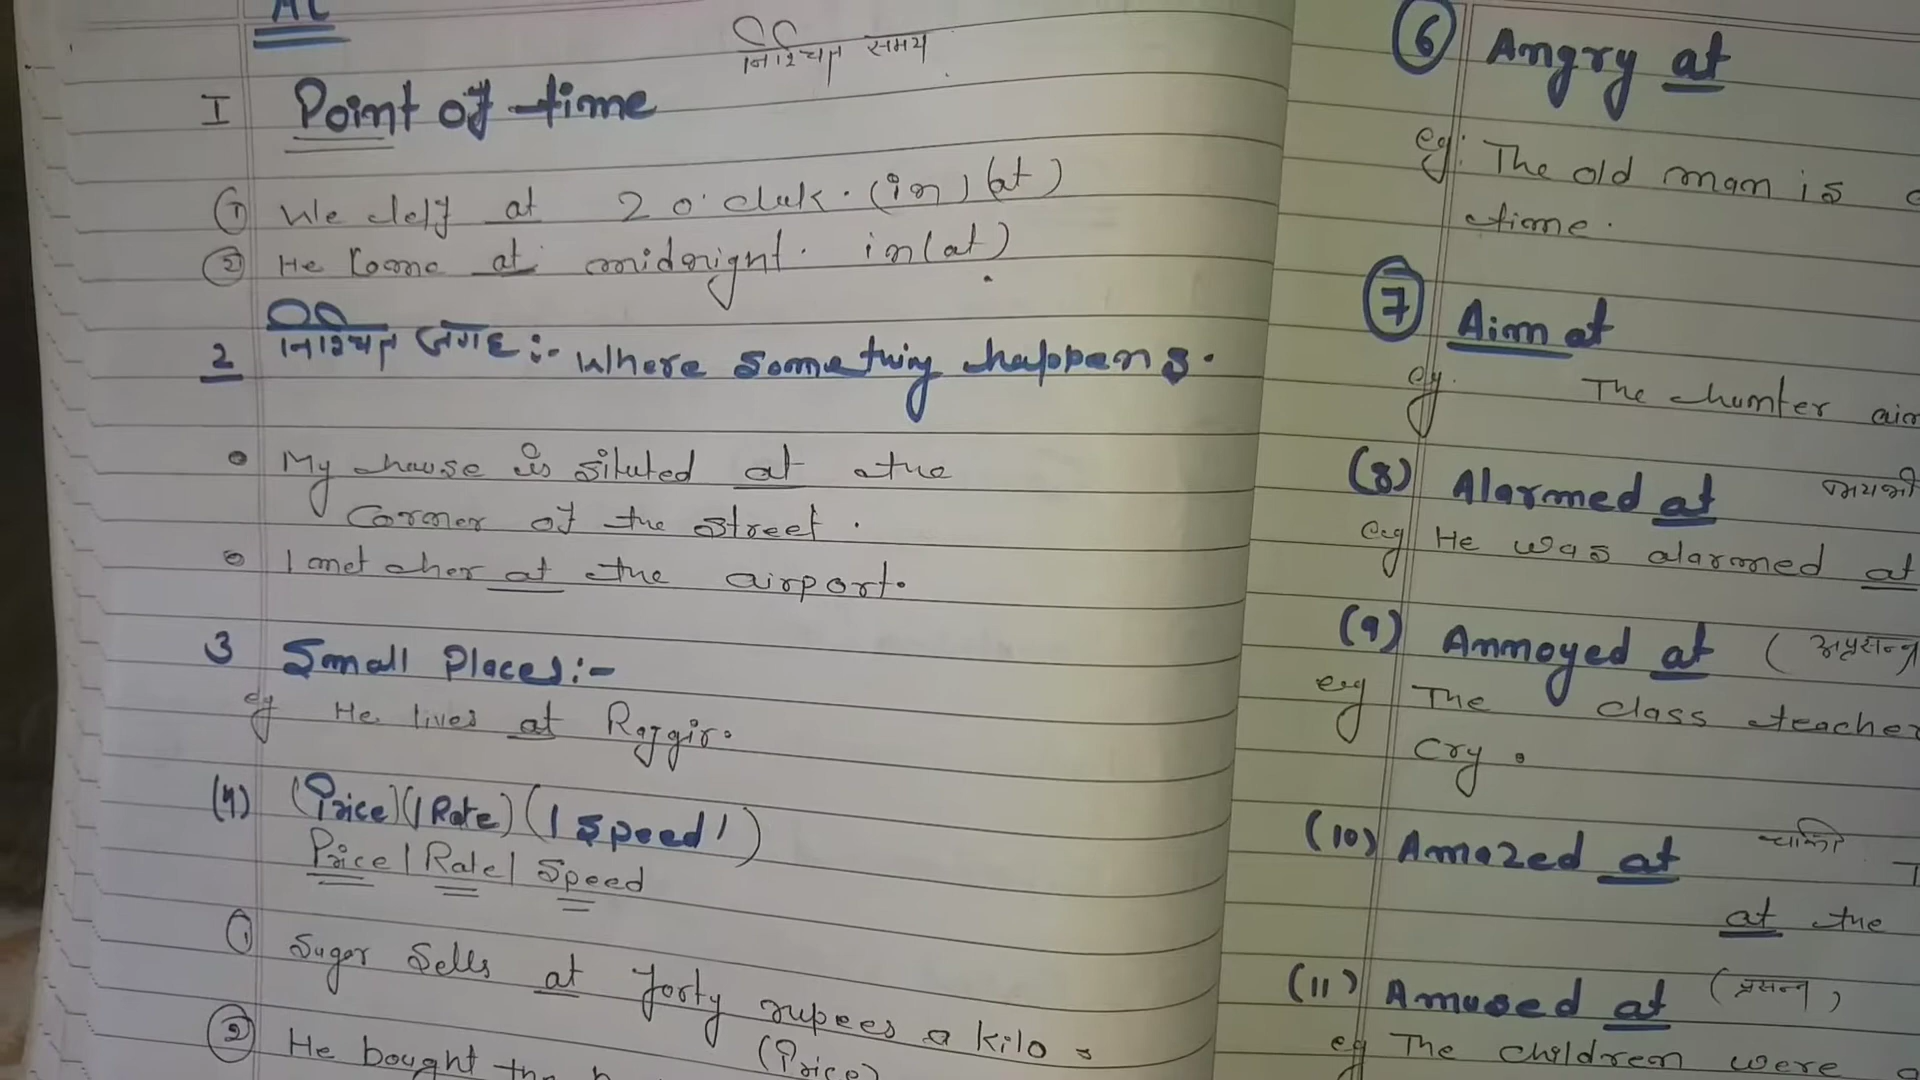 At
निश्चित समय
I Point of time
① We left at 2 o'clock. (in) (at)
② He come at midnight. in (at)
2 निश्चित जगह :- where something happens.
My house is situted at the
corner of the street.
I met her at the airport.
3 Small Places:-
eg He lives at Rajgir.
(4) (Price) (Rate) (Speed)
Price | Rate | Speed
① Sugar sells at forty rupees a kilo
(Price)
② He bought the
⑥ Angry at
eg: The old man is
time.
⑦ Aim at
eg. The hunter
(8) Alarmed at
eg He was alarmed at
(9) Annoyed at (अप्रसन्न
eg The class teacher
cry.
(10) Amazed at
at the
(11) Amused at (प्रसन्न)
eg The children were